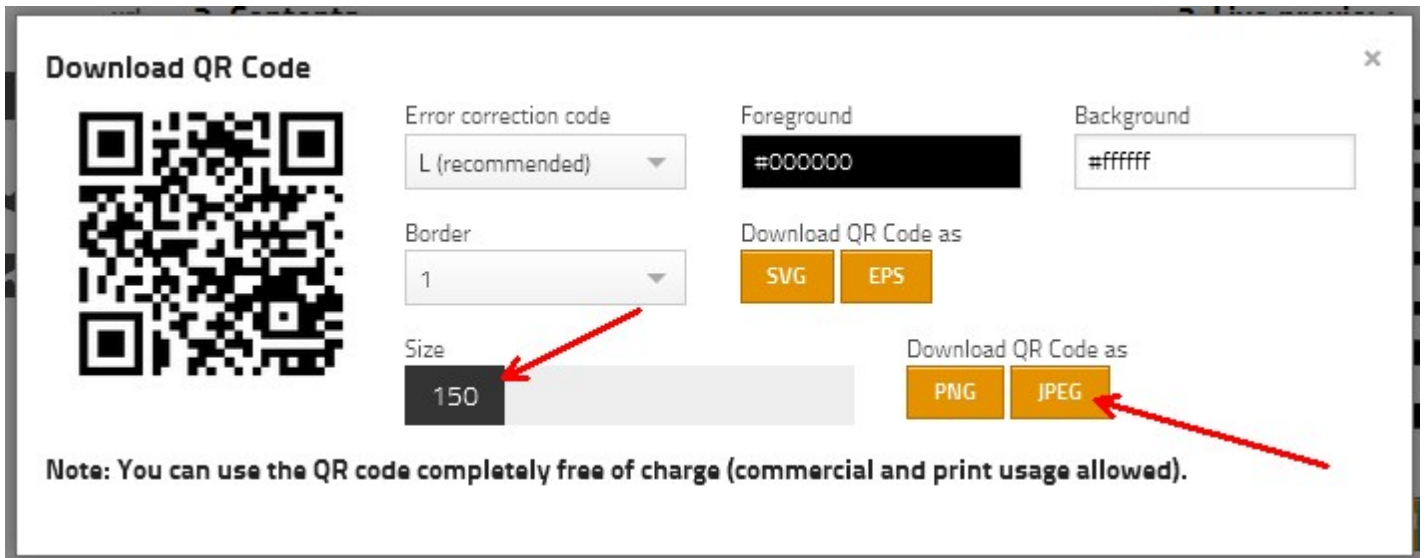 Download QR Code
×
Error correction code
Foreground
Background
L (recommended)
#000000
#ffffff
Border
Download QR Code as
1
SVG
EPS
Size
Download QR Code as
150
PNG
JPEG
Note: You can use the QR code completely free of charge (commercial and print usage allowed).